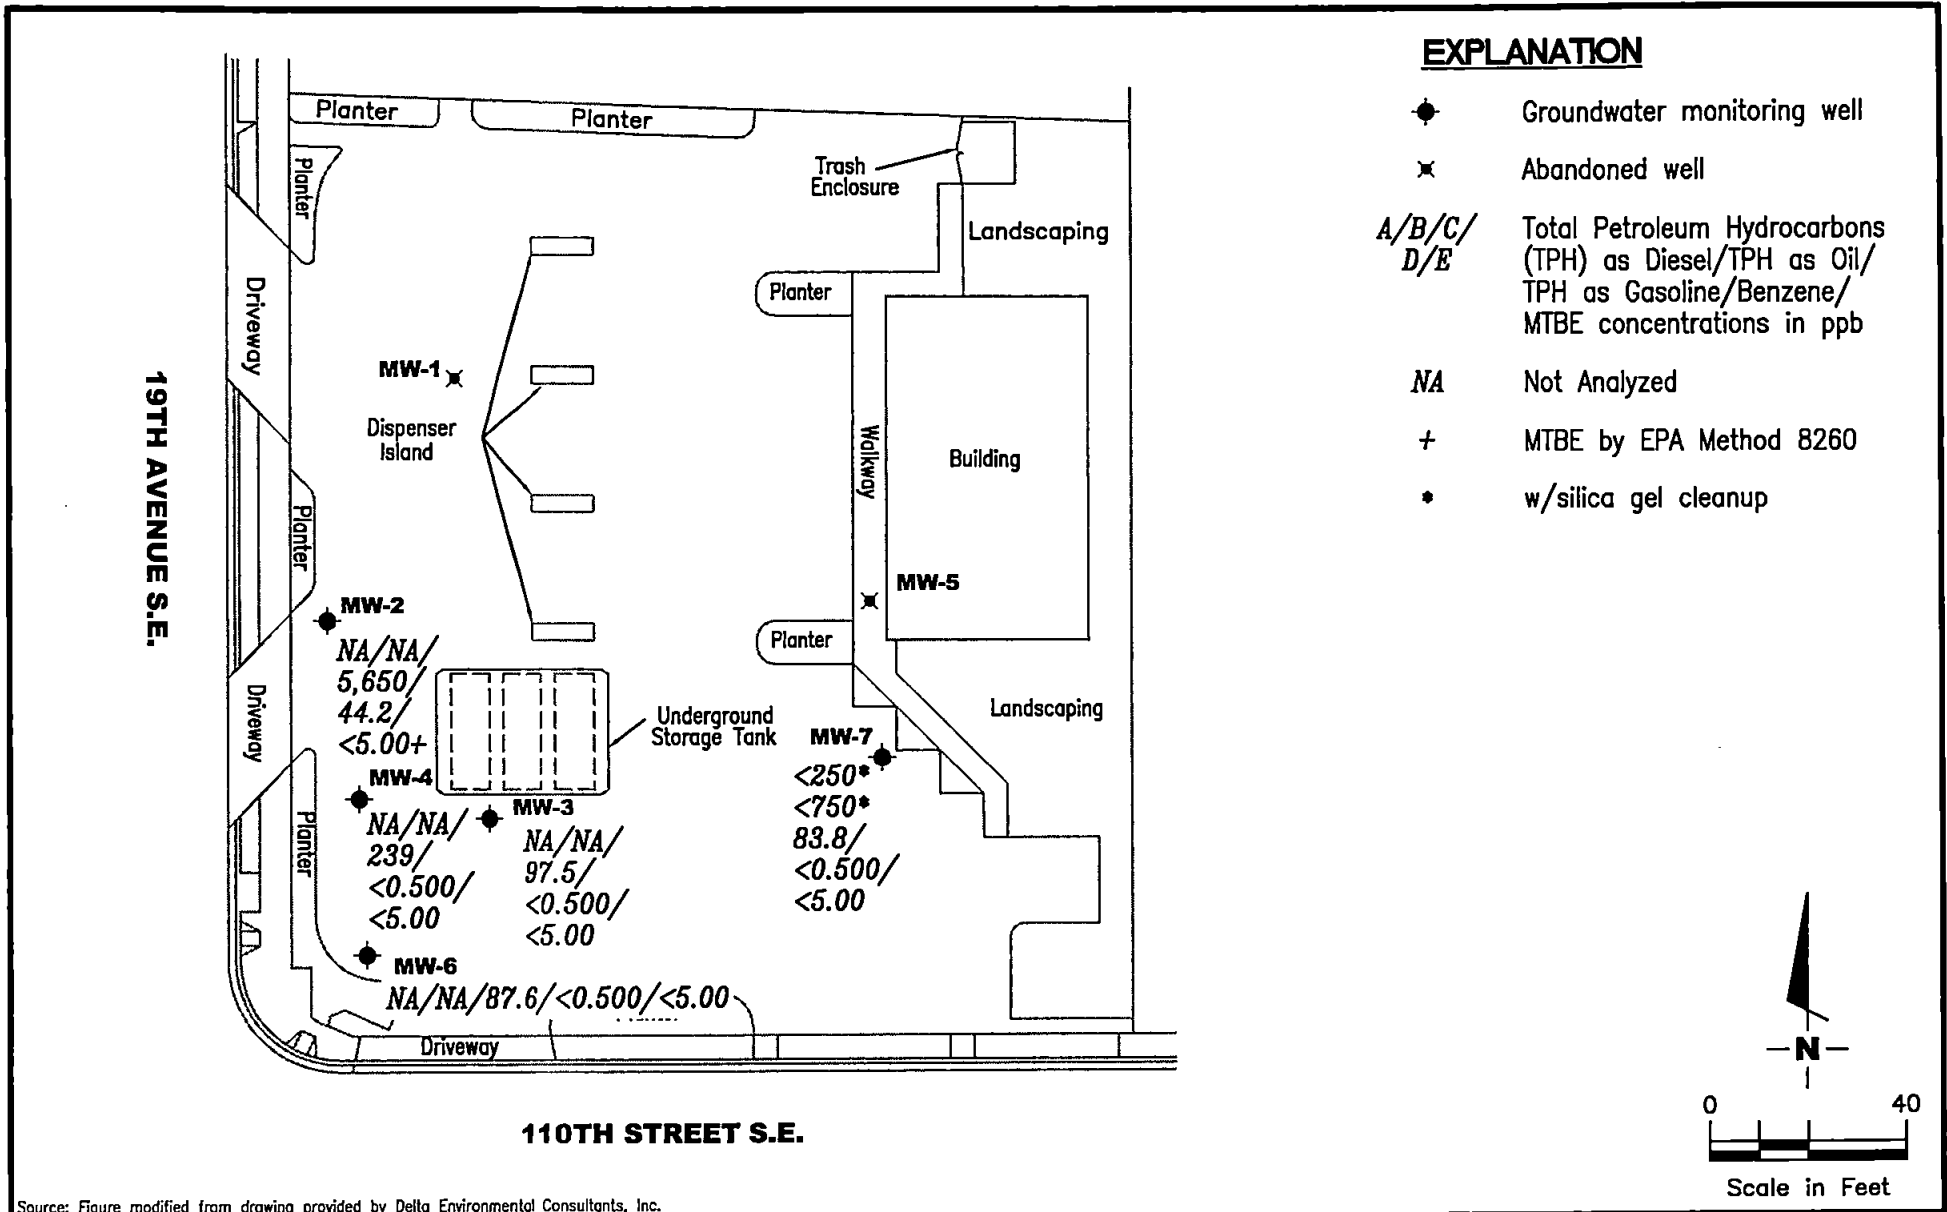 EXPLANATION
Groundwater monitoring well
Abandoned well
A/B/C/
D/E
Total Petroleum Hydrocarbons
(TPH) as Diesel/TPH as Oil/
TPH as Gasoline/Benzene/
MTBE concentrations in ppb
NA
Not Analyzed
+
MTBE by EPA Method 8260
*
w/silica gel cleanup
Planter
Planter
Planter
Trash
Enclosure
Landscaping
Driveway
Planter
MW-1
Dispenser
Island
Walkway
Building
19TH AVENUE S.E.
Planter
MW-5
MW-2
NA/NA/
5,650/
44.2/
<5.00+
Planter
Driveway
Underground
Storage Tank
Landscaping
MW-7
<250*
<750*
83.8/
<0.500/
<5.00
MW-4
NA/NA/
239/
<0.500/
<5.00
MW-3
NA/NA/
97.5/
<0.500/
<5.00
Planter
MW-6
NA/NA/87.6/<0.500/<5.00
Driveway
110TH STREET S.E.
N
0 40
Scale in Feet
Source: Figure modified from drawing provided by Delta Environmental Consultants, Inc.